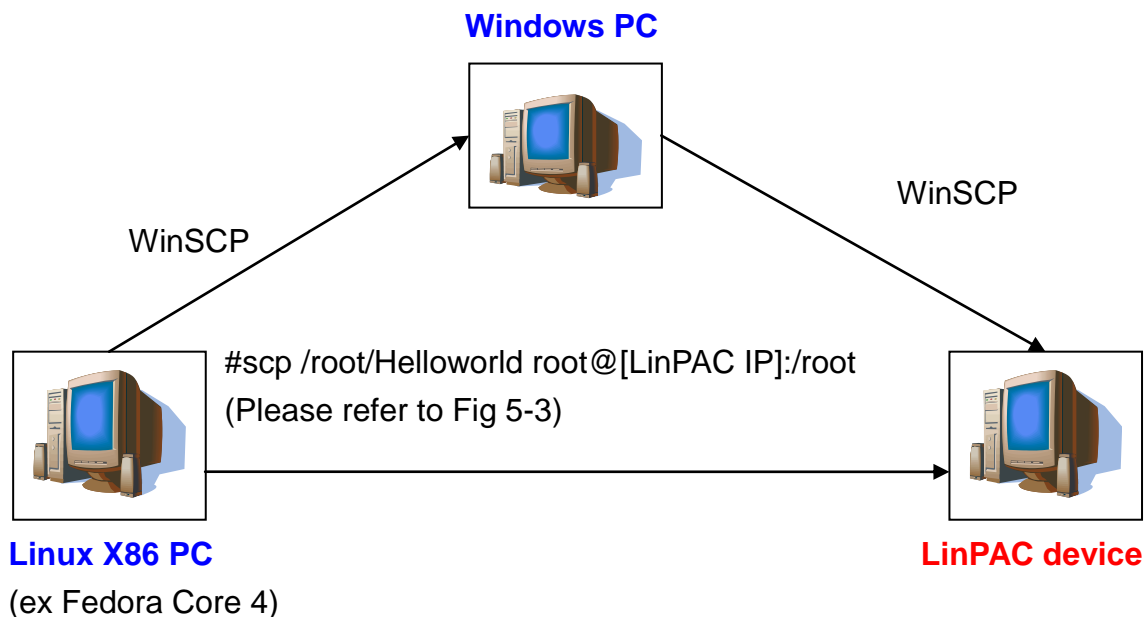 Windows PC
WinSCP
WinSCP
#scp /root/Helloworld root@[LinPAC IP]:/root
(Please refer to Fig 5-3)
Linux X86 PC
(ex Fedora Core 4)
LinPAC device